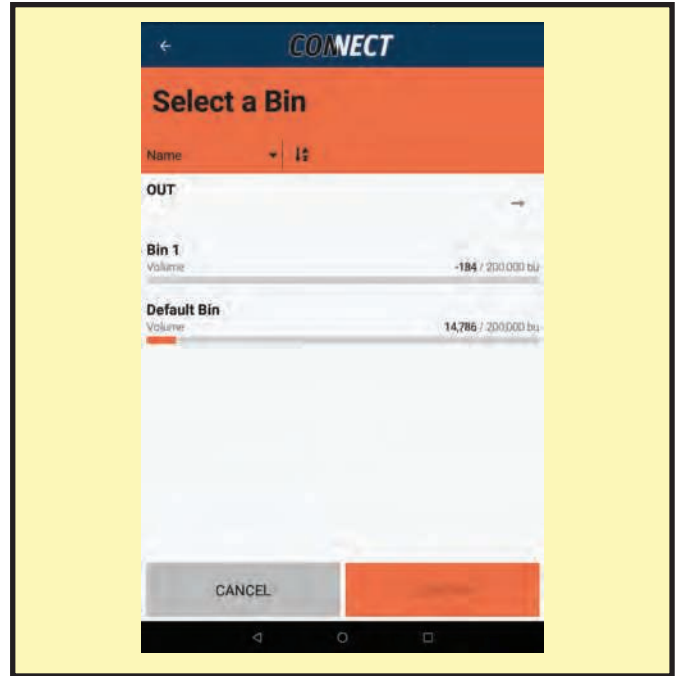 CONNECT
Select a Bin
Name
OUT
Bin 1
Volume -184 / 200,000 bu
Default Bin
Volume 14,786 / 200,000 bu
CANCEL